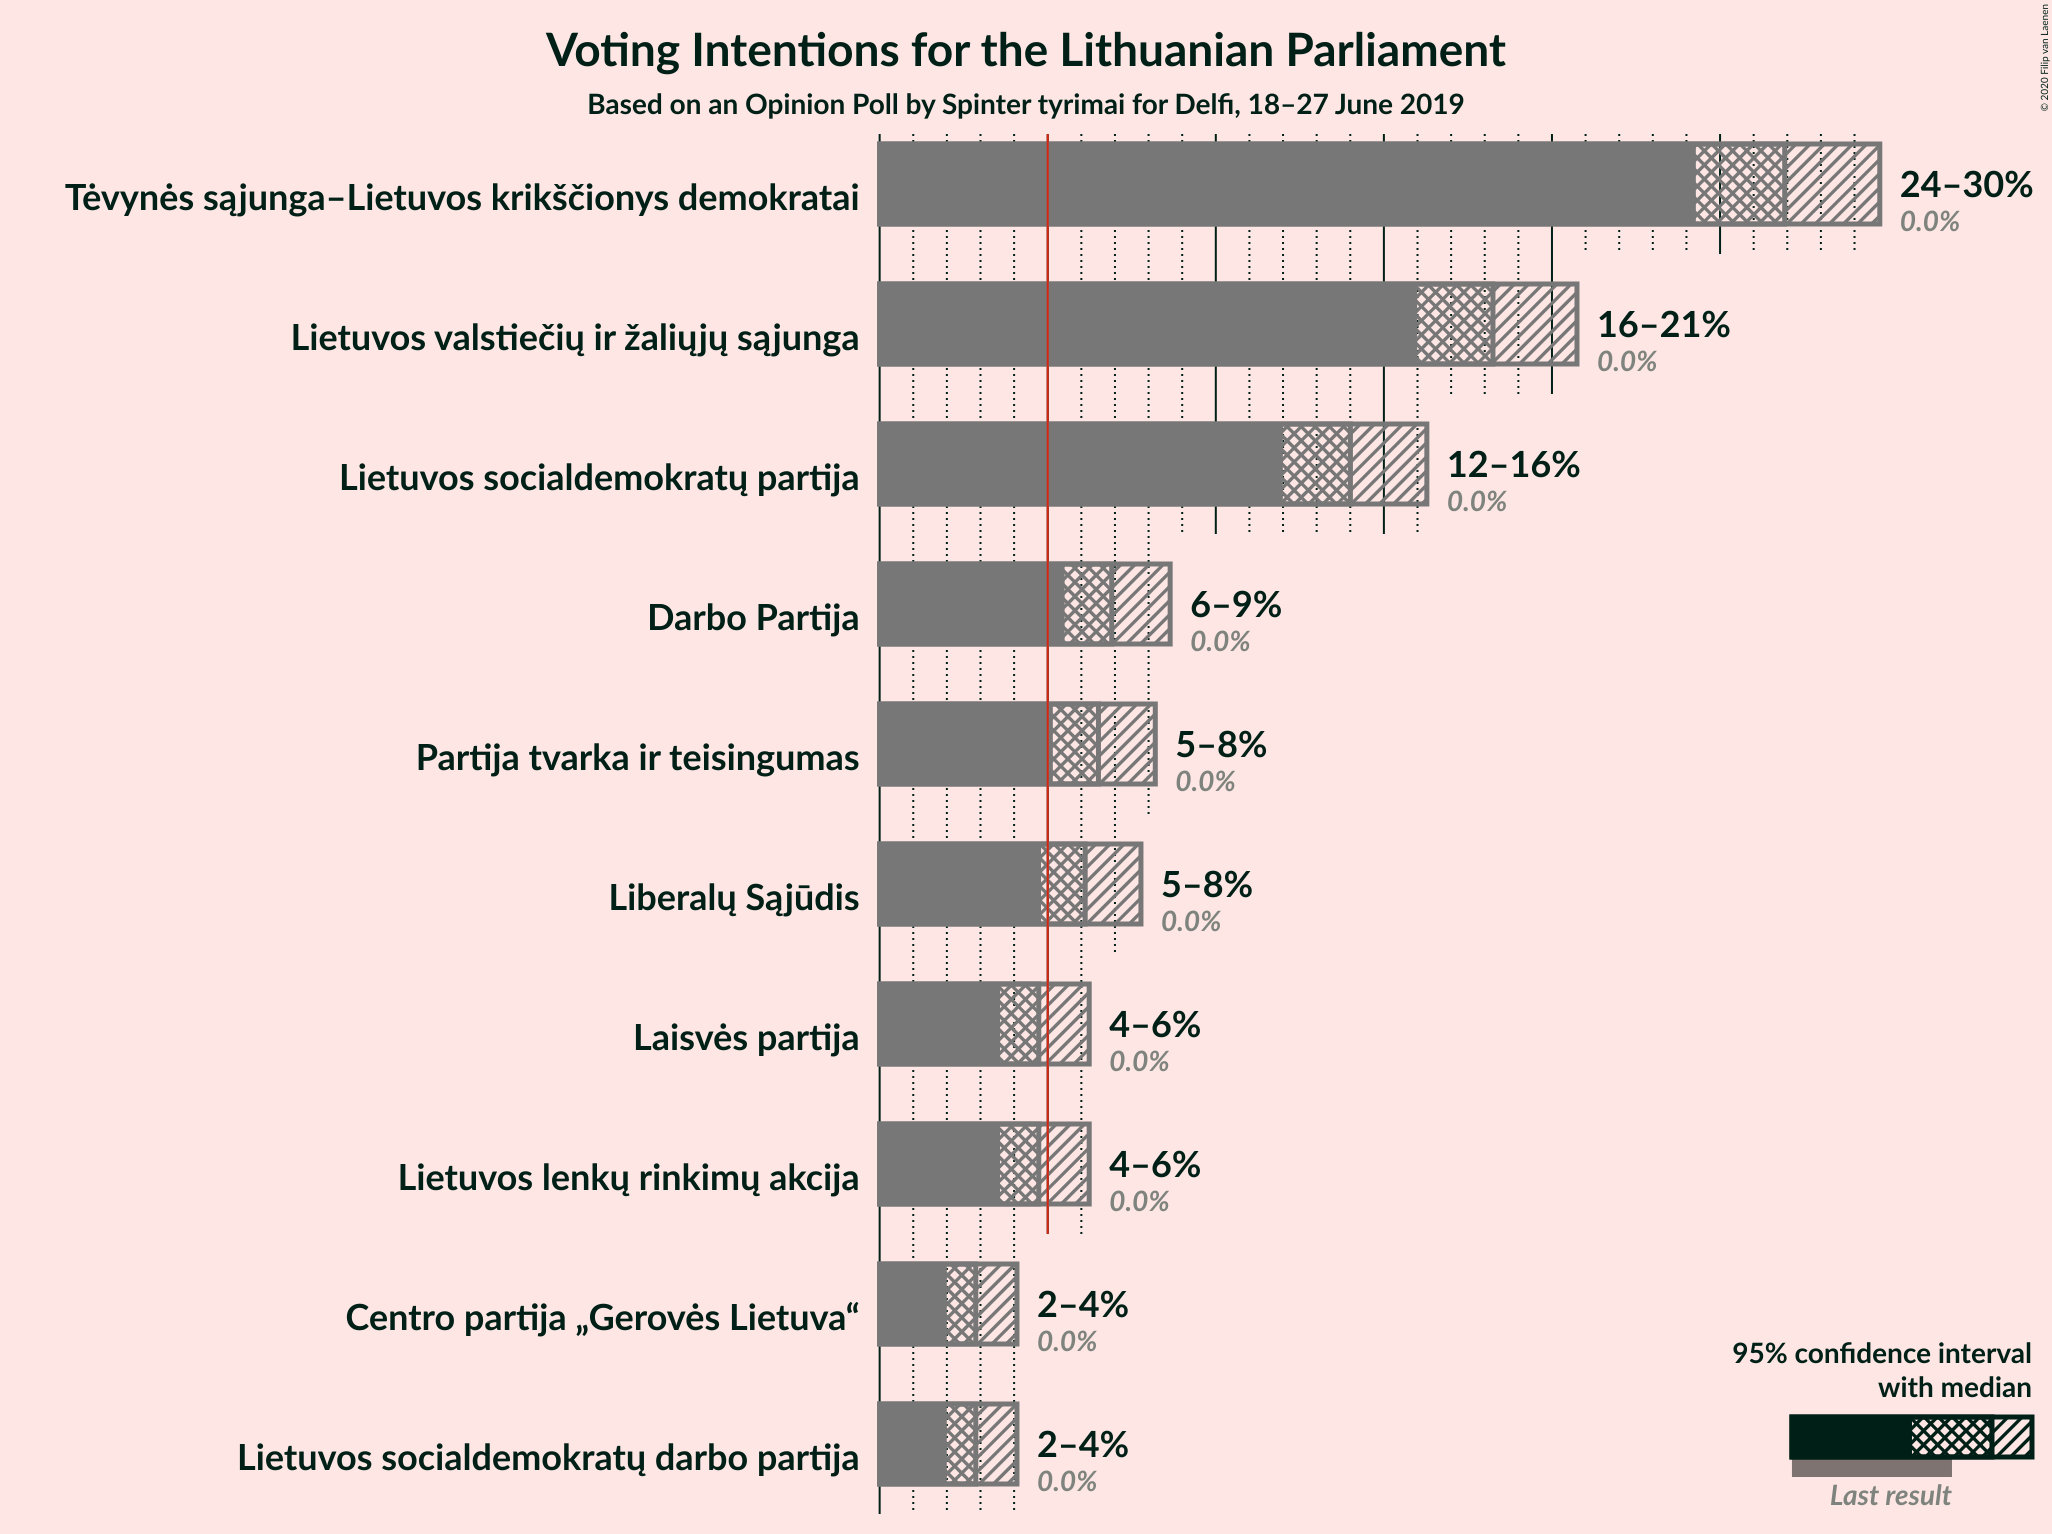 Voting Intentions for the Lithuanian Parliament
Based on an Opinion Poll by Spinter tyrimai for Delfi, 18–27 June 2019
© 2020 Filip van Laenen
Tėvynės sąjunga–Lietuvos krikščionys demokratai
24–30%
0.0%
Lietuvos valstiečių ir žaliųjų sąjunga
16–21%
0.0%
Lietuvos socialdemokratų partija
12–16%
0.0%
Darbo Partija
6–9%
0.0%
Partija tvarka ir teisingumas
5–8%
0.0%
Liberalų Sąjūdis
5–8%
0.0%
Laisvės partija
4–6%
0.0%
Lietuvos lenkų rinkimų akcija
4–6%
0.0%
Centro partija „Gerovės Lietuva“
2–4%
0.0%
Lietuvos socialdemokratų darbo partija
2–4%
0.0%
95% confidence interval
with median
Last result